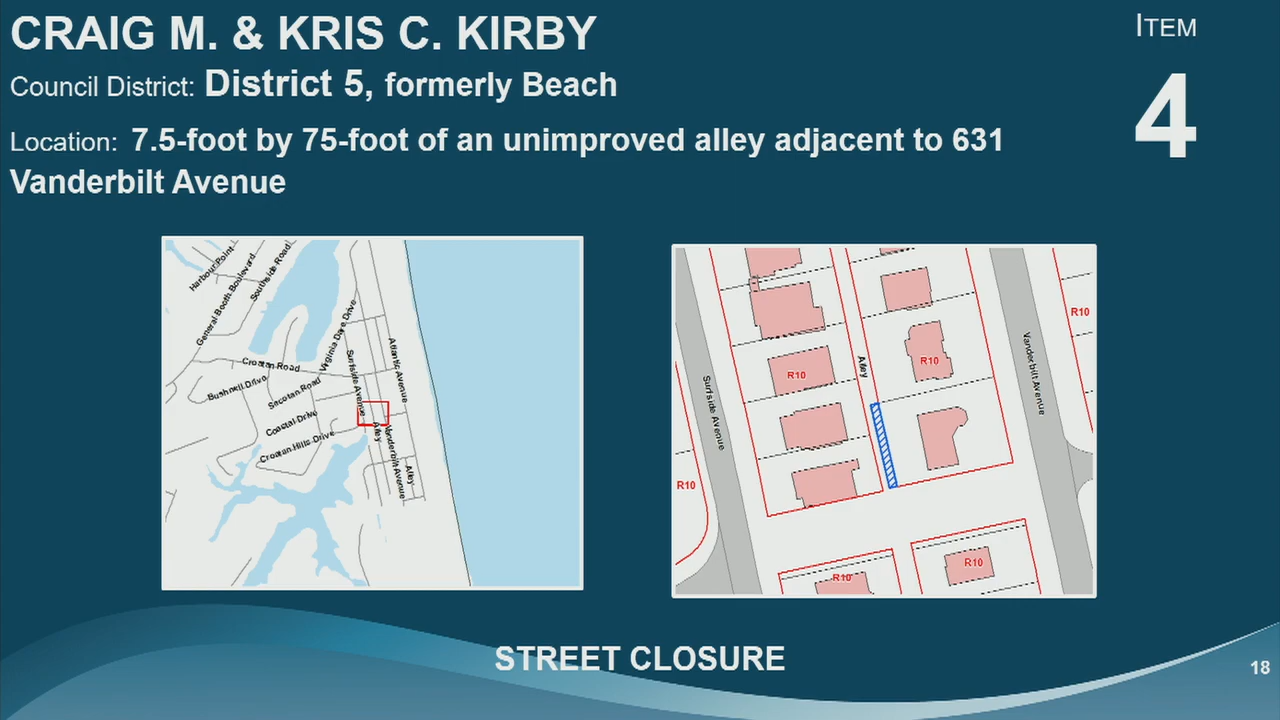 CRAIG M. & KRIS C. KIRBY
ITEM
4
Council District: District 5, formerly Beach
Location: 7.5-foot by 75-foot of an unimproved alley adjacent to 631
Vanderbilt Avenue
Harbour Point
General Booth Boulevard
Southside Road
Virginia Dare Drive
Croatan Road
Surfside Avenue
Atlantic Avenue
Bushnell Drive
Sacotan Road
Coastal Drive
Croatan Hills Drive
Alley
Vanderbilt Avenue
Alley
Surfside Avenue
Alley
Vanderbilt Avenue
R10
R10
R10
R10
R10
R10
STREET CLOSURE
18